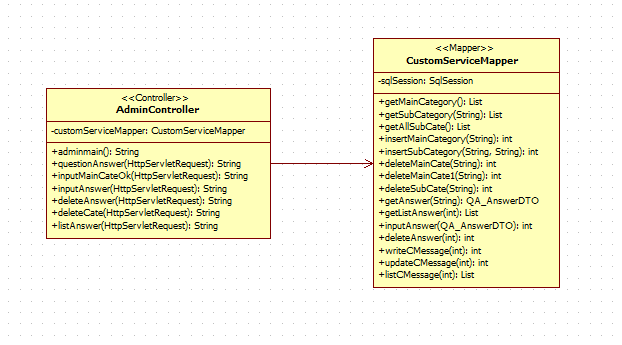 <<Controller>>
AdminController
-customServiceMapper: CustomServiceMapper
+adminmain(): String
+questionAnswer(HttpServletRequest): String
+inputMainCateOk(HttpServletRequest): String
+inputAnswer(HttpServletRequest): String
+deleteAnswer(HttpServletRequest): String
+deleteCate(HttpServletRequest): String
+listAnswer(HttpServletRequest): String
<<Mapper>>
CustomServiceMapper
-sqlSession: SqlSession
+getMainCategory(): List
+getSubCategory(String): List
+getAllSubCate(): List
+insertMainCategory(String): int
+insertSubCategory(String, String): int
+deleteMainCate(String): int
+deleteMainCate1(String): int
+deleteSubCate(String): int
+getAnswer(String): QA_AnswerDTO
+getListAnswer(int): List
+inputAnswer(QA_AnswerDTO): int
+deleteAnswer(int): int
+writeCMessage(int): int
+updateCMessage(int): int
+listCMessage(int): List